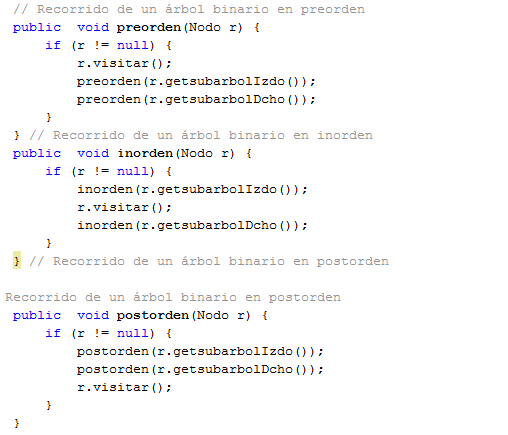 // Recorrido de un árbol binario en preorden
public  void preorden(Nodo r) {
    if (r != null) {
        r.visitar();
        preorden(r.getsubarbolIzdo());
        preorden(r.getsubarbolDcho());
    }
} // Recorrido de un árbol binario en inorden
public  void inorden(Nodo r) {
    if (r != null) {
        inorden(r.getsubarbolIzdo());
        r.visitar();
        inorden(r.getsubarbolDcho());
    }
} // Recorrido de un árbol binario en postorden
Recorrido de un árbol binario en postorden
public  void postorden(Nodo r) {
    if (r != null) {
        postorden(r.getsubarbolIzdo());
        postorden(r.getsubarbolDcho());
        r.visitar();
    }
}